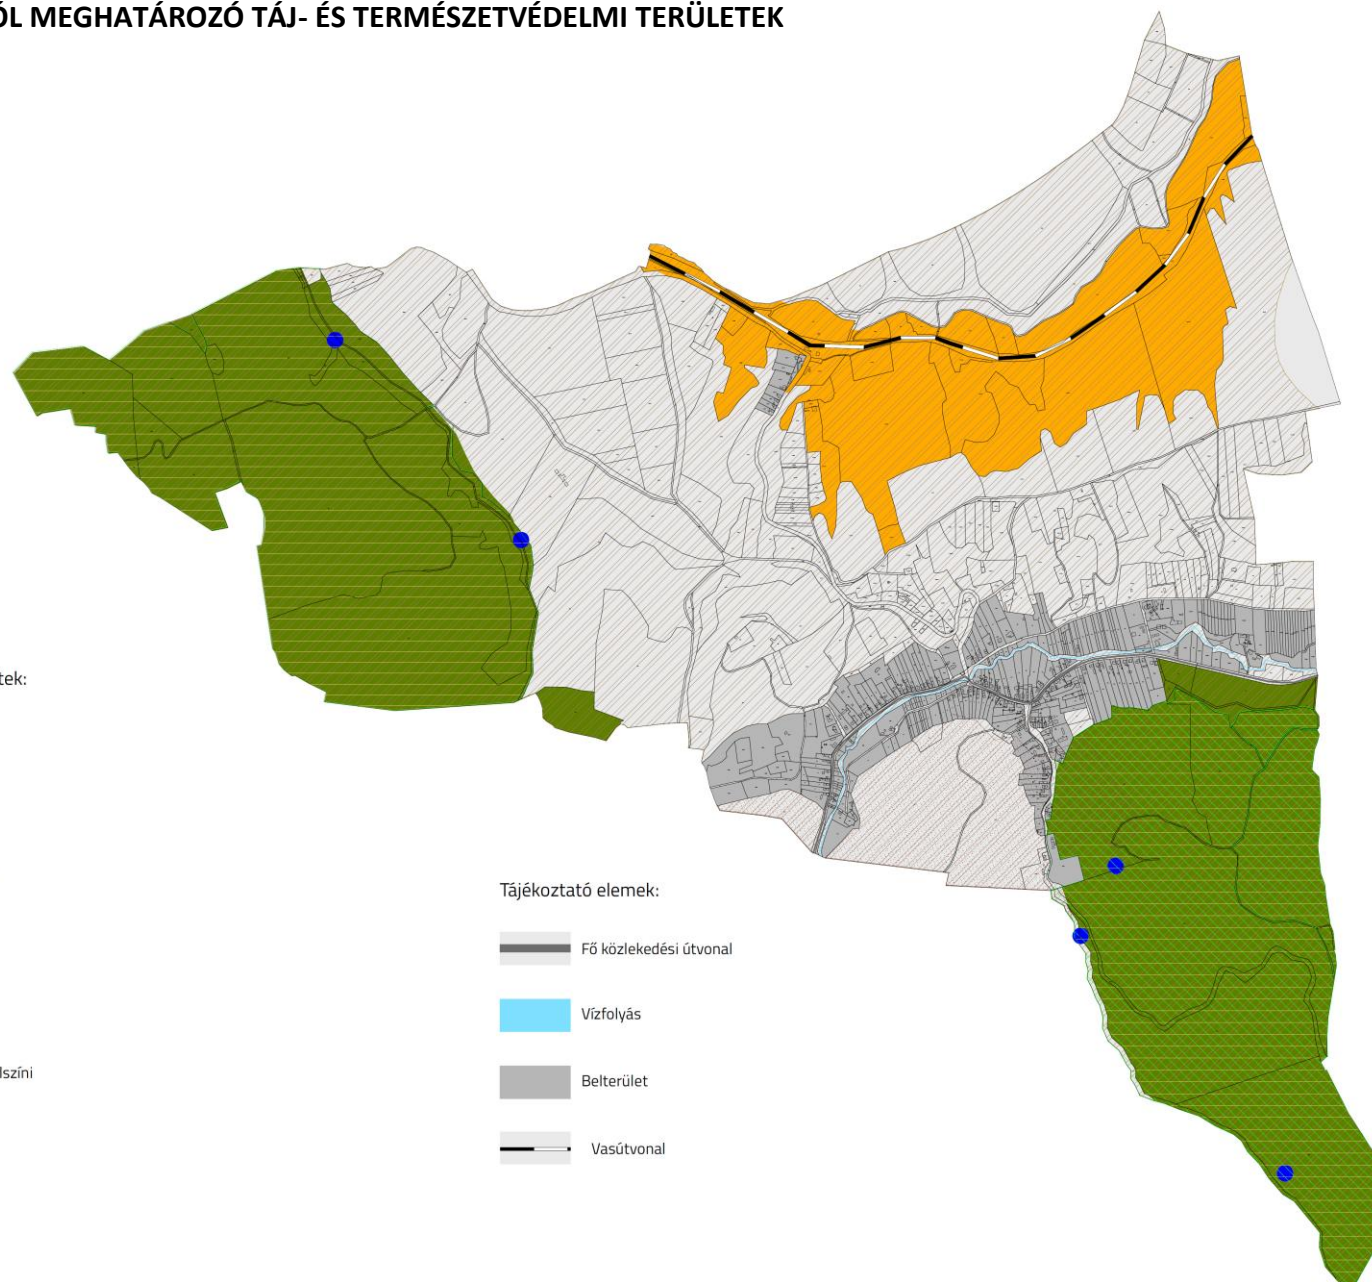 ÓL MEGHATÁROZÓ TÁJ- ÉS TERMÉSZETVÉDELMI TERÜLETEK
tek:
Tájékoztató elemek:
Fő közlekedési útvonal
Vízfolyás
Belterület
lszíni
Vasútvonal